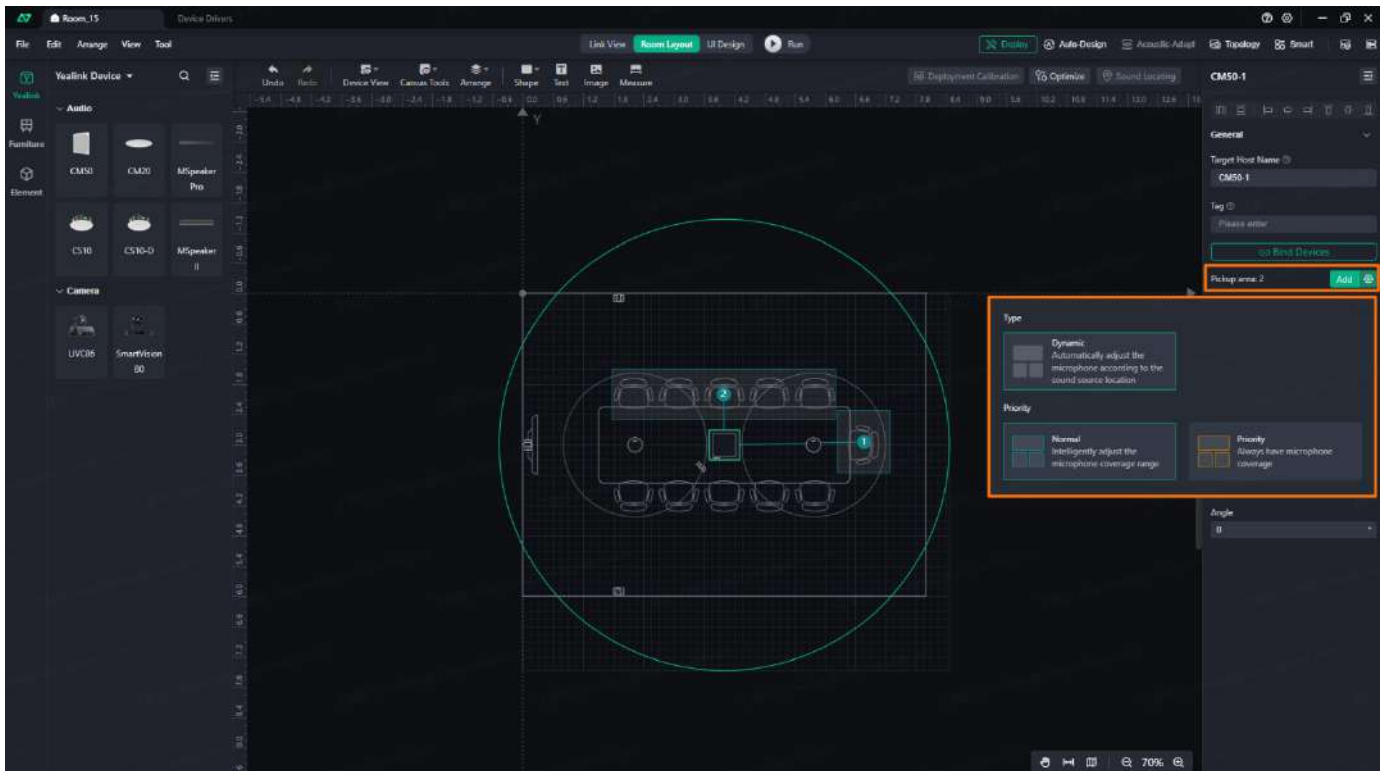 Room_15
Device Drivers
File Edit Arrange View Tool
Link View Room Layout UI Design Run
Deploy Auto-Design Acoustic-Adapt Topology Smart
Yealink
Furniture
Element
Yealink Device
Audio
CM50 CM20 MSpeaker Pro
CS10 CS10-D MSpeaker II
Camera
UVC86 SmartVision 80
Undo Redo Device View Canvas Tools Arrange Shape Text Image Measure
Deployment Calibration Optimize Sound Locating
Y
2
1
CM50-1
General
Target Host Name
CM50-1
Tag
Please enter
Bind Devices
Pickup area: 2 Add
Type
Dynamic
Automatically adjust the
microphone according to the
sound source location
Priority
Normal
Intelligently adjust the
microphone coverage range
Priority
Always have microphone
coverage
Angle
0
70%